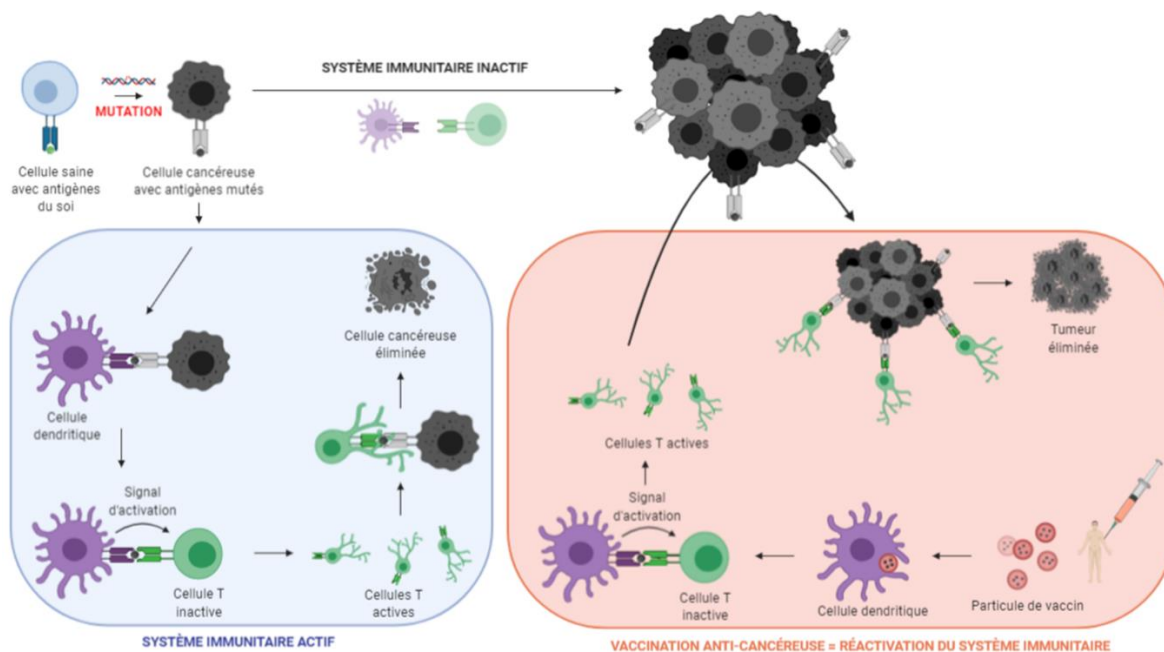 SYSTÈME IMMUNITAIRE INACTIF
MUTATION
Cellule saine
avec antigènes
du soi
Cellule cancéreuse
avec antigènes mutés
Cellule
dendritique
Signal
d'activation
Cellule T
inactive
Cellules T
actives
Cellule cancéreuse
éliminée
SYSTÈME IMMUNITAIRE ACTIF
Tumeur
éliminée
Cellules T actives
Signal
d'activation
Cellule T
inactive
Cellule dendritique
Particule de vaccin
VACCINATION ANTI-CANCÉREUSE = RÉACTIVATION DU SYSTÈME IMMUNITAIRE